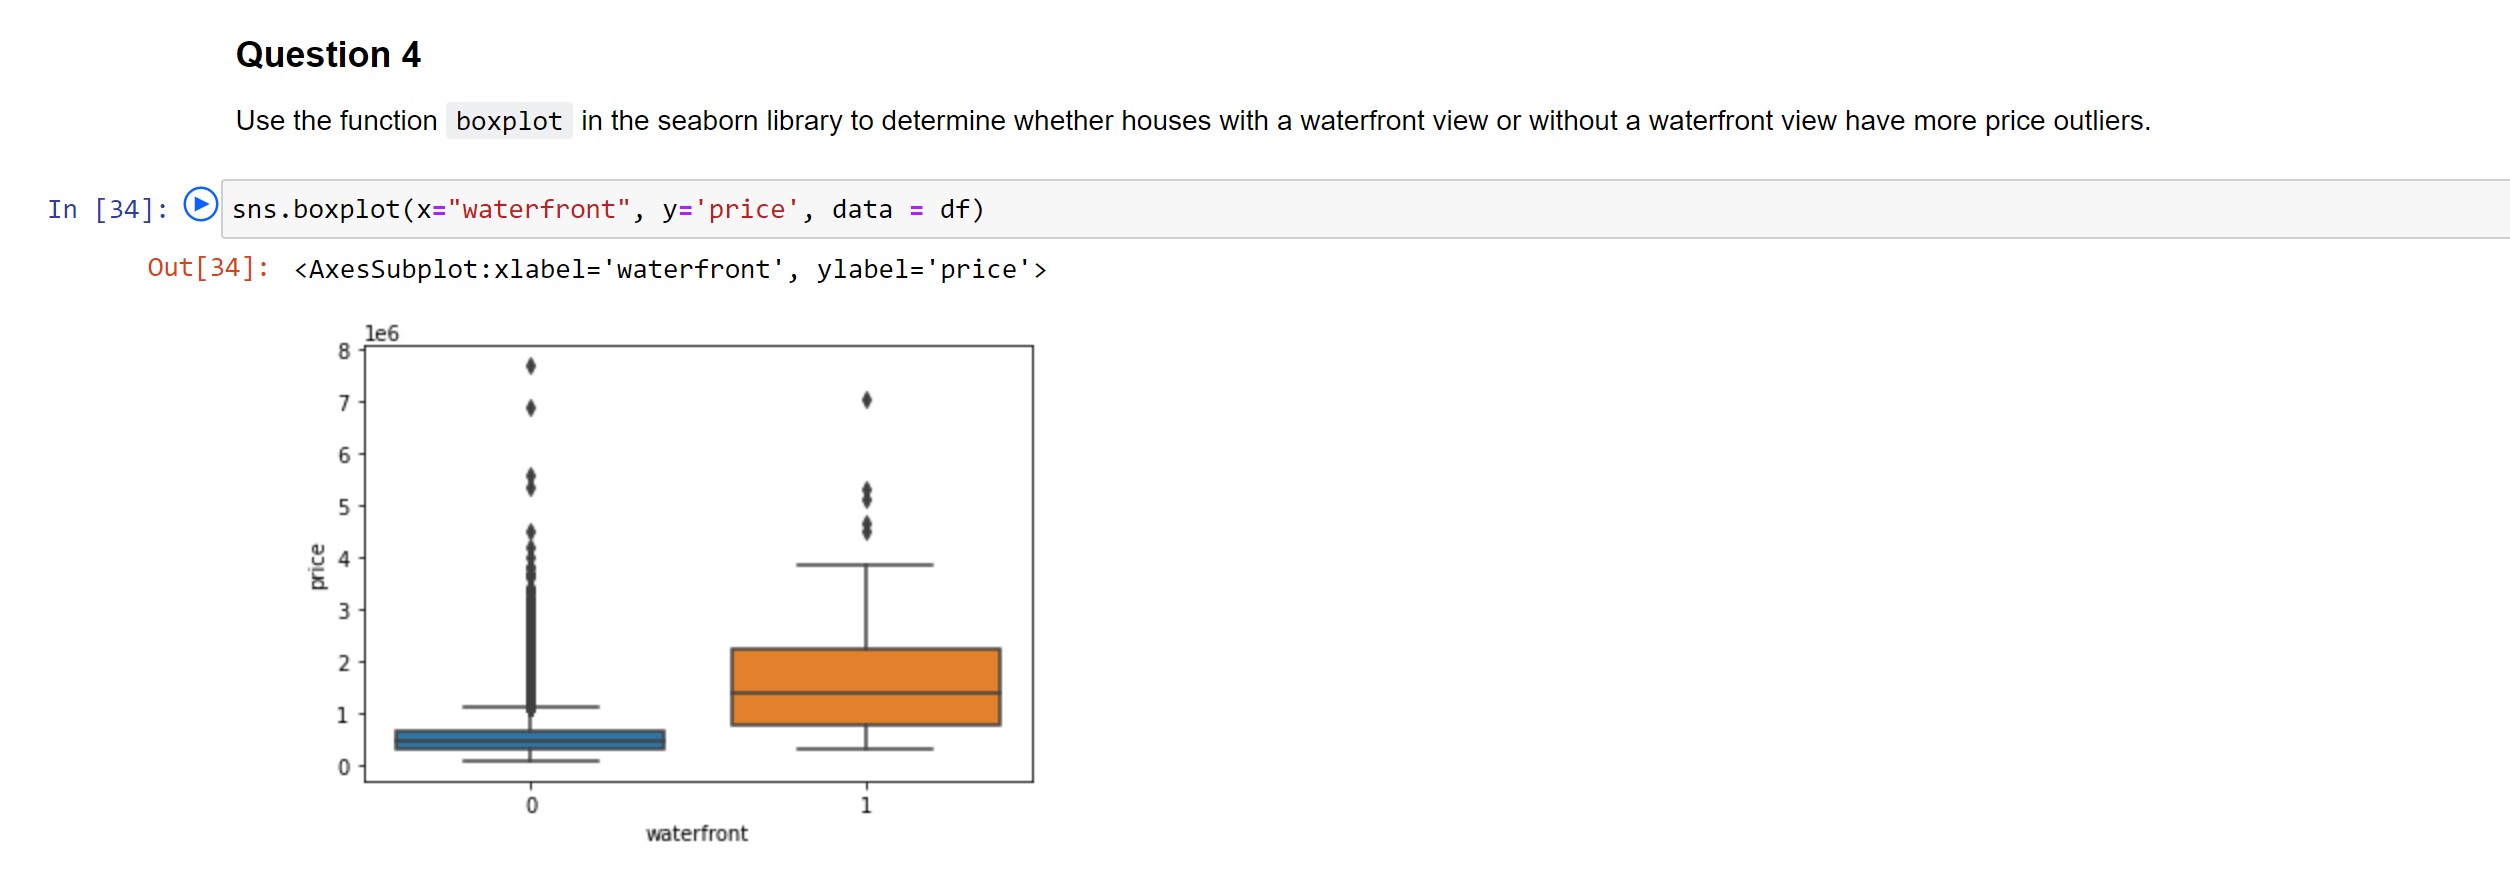 Question 4
Use the function boxplot in the seaborn library to determine whether houses with a waterfront view or without a waterfront view have more price outliers.
In [34]: sns.boxplot(x="waterfront", y='price', data = df)
Out[34]: <AxesSubplot:xlabel='waterfront', ylabel='price'>
1e6
8
7
6
5
4
3
2
1
0
price
0 1
waterfront